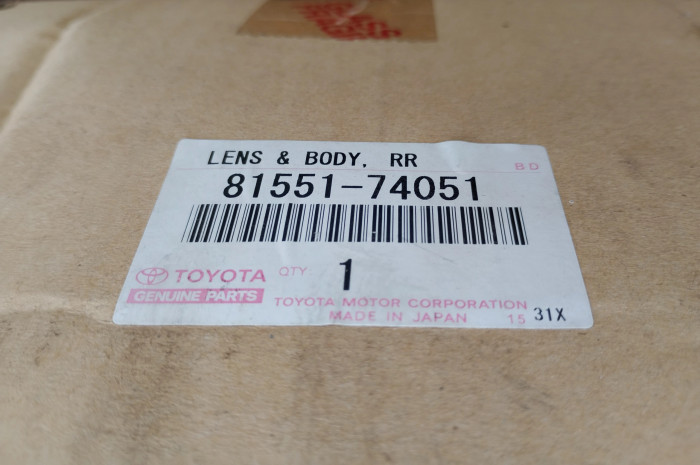 LENS & BODY, RR
BD
81551-74051
TOYOTA QTY 1
GENUINE PARTS
TOYOTA MOTOR CORPORATION
MADE IN JAPAN 15 31X